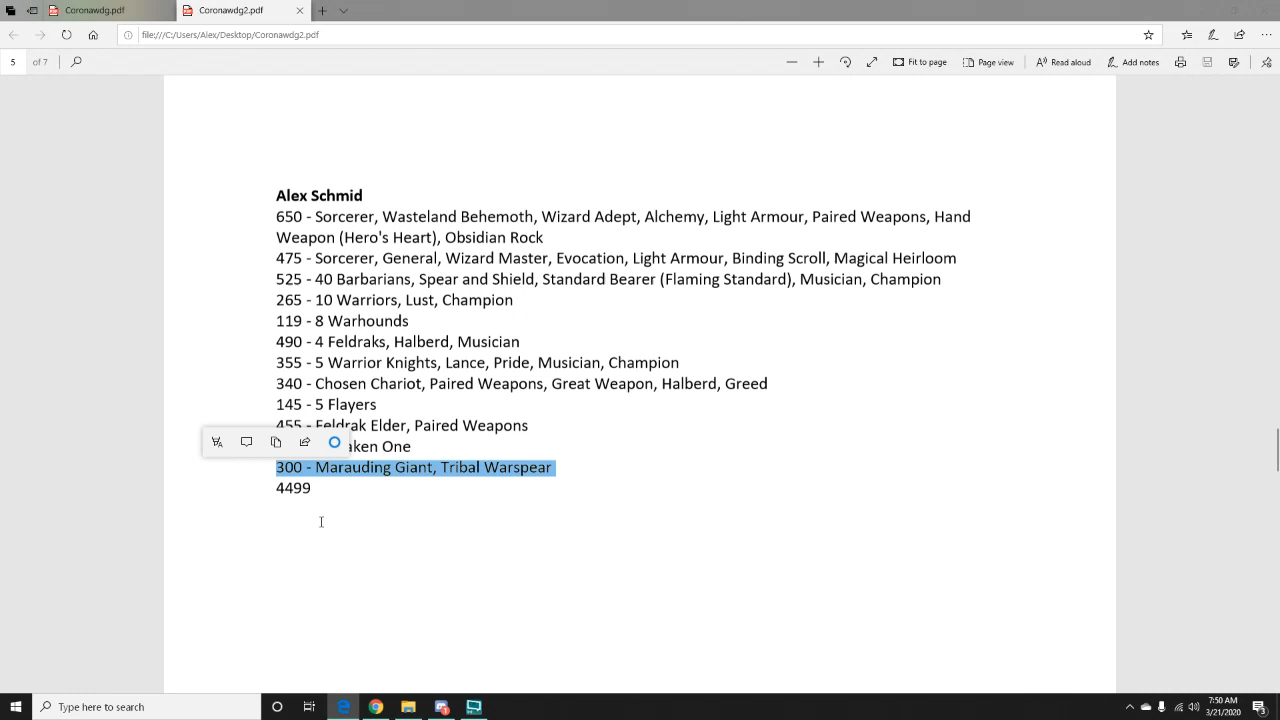 Coronawdg.pdf
Coronawdg2.pdf
file:///C:/Users/Alex/Desktop/Coronawdg2.pdf
5 of 7
Fit to page
Page view
Read aloud
Add notes
Alex Schmid
650 - Sorcerer, Wasteland Behemoth, Wizard Adept, Alchemy, Light Armour, Paired Weapons, Hand
Weapon (Hero's Heart), Obsidian Rock
475 - Sorcerer, General, Wizard Master, Evocation, Light Armour, Binding Scroll, Magical Heirloom
525 - 40 Barbarians, Spear and Shield, Standard Bearer (Flaming Standard), Musician, Champion
265 - 10 Warriors, Lust, Champion
119 - 8 Warhounds
490 - 4 Feldraks, Halberd, Musician
355 - 5 Warrior Knights, Lance, Pride, Musician, Champion
340 - Chosen Chariot, Paired Weapons, Great Weapon, Halberd, Greed
145 - 5 Flayers
455 - Feldrak Elder, Paired Weapons
aken One
300 - Marauding Giant, Tribal Warspear
4499
Type here to search
7:50 AM
3/21/2020